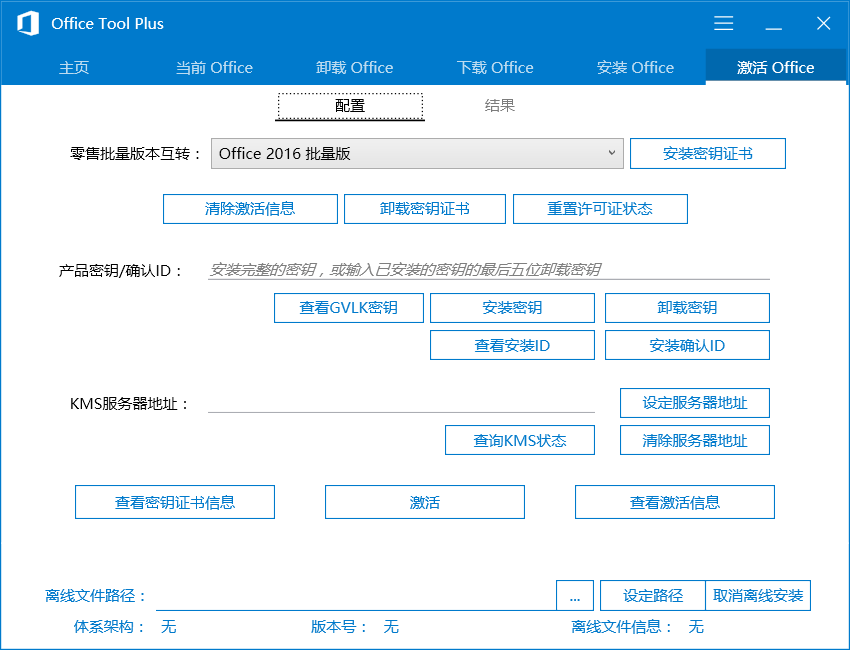 Office Tool Plus
主页 当前 Office 卸载 Office 下载 Office 安装 Office 激活 Office
配置 结果
零售批量版本互转： Office 2016 批量版 安装密钥证书
清除激活信息 卸载密钥证书 重置许可证状态
产品密钥/确认ID： 安装完整的密钥，或输入已安装的密钥的最后五位卸载密钥
查看GVLK密钥 安装密钥 卸载密钥
查看安装ID 安装确认ID
KMS服务器地址： 设定服务器地址
查询KMS状态 清除服务器地址
查看密钥证书信息 激活 查看激活信息
离线文件路径： ... 设定路径 取消离线安装
体系架构： 无 版本号： 无 离线文件信息： 无